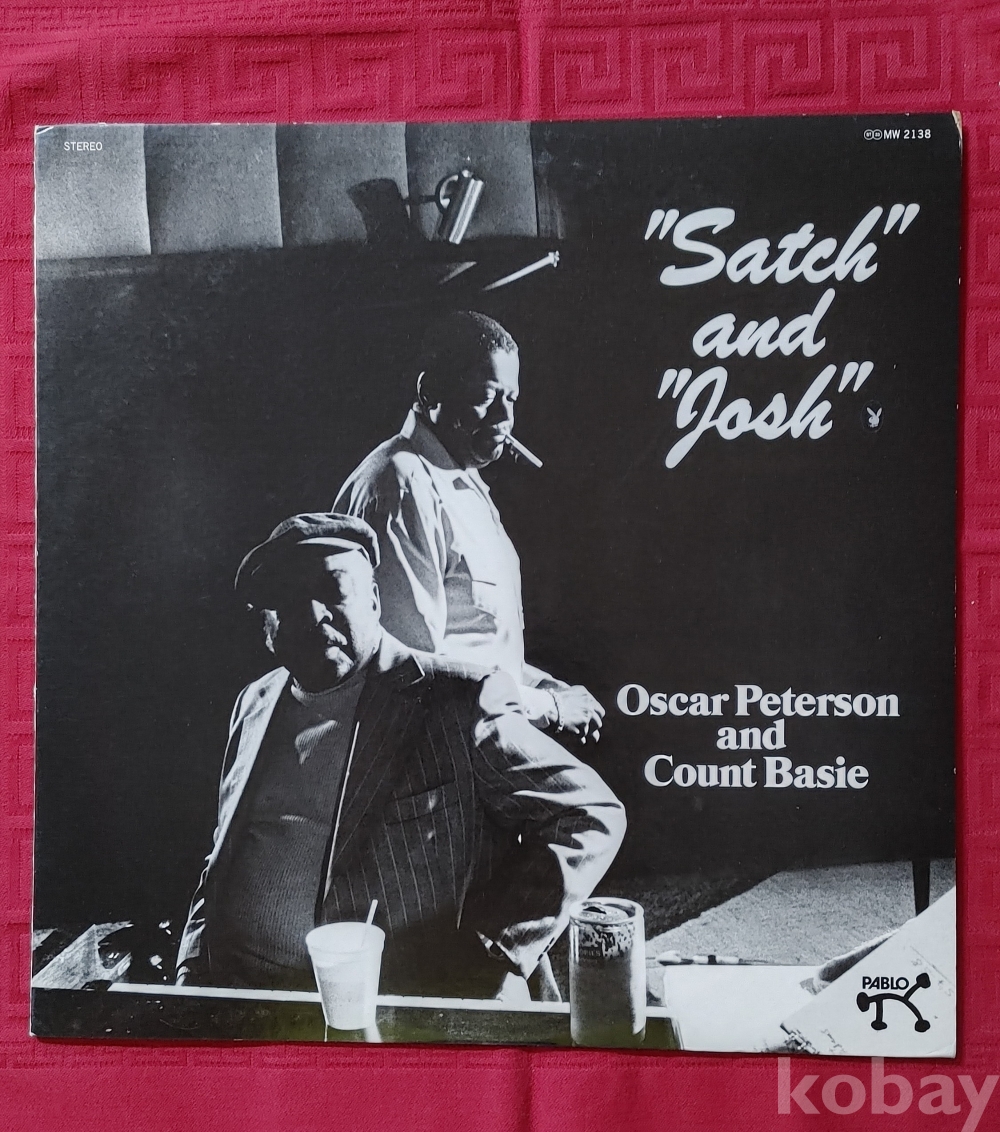 STEREO
MW 2138
"Satch"
and
"Josh"
Oscar Peterson
and
Count Basie
PABLO
kobay